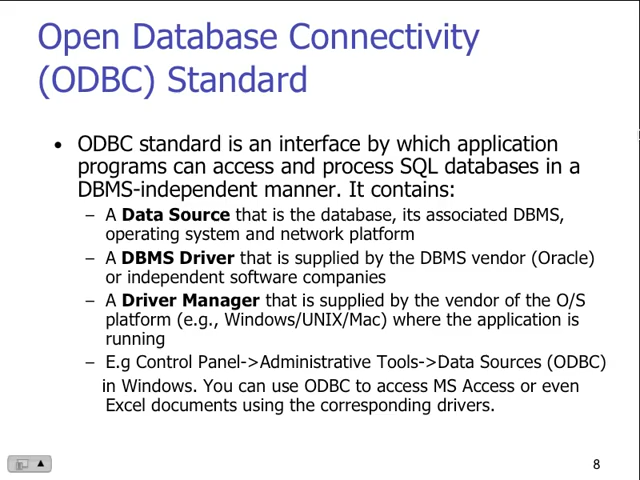 Open Database Connectivity
(ODBC) Standard
• ODBC standard is an interface by which application
programs can access and process SQL databases in a
DBMS-independent manner. It contains:
– A Data Source that is the database, its associated DBMS,
operating system and network platform
– A DBMS Driver that is supplied by the DBMS vendor (Oracle)
or independent software companies
– A Driver Manager that is supplied by the vendor of the O/S
platform (e.g., Windows/UNIX/Mac) where the application is
running
– E.g Control Panel->Administrative Tools->Data Sources (ODBC)
in Windows. You can use ODBC to access MS Access or even
Excel documents using the corresponding drivers.
8